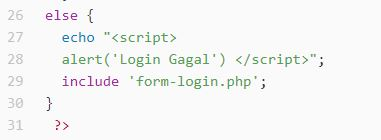 26 else {
27 echo "<script>
28 alert('Login Gagal') </script>";
29 include 'form-login.php';
30 }
31 ?>